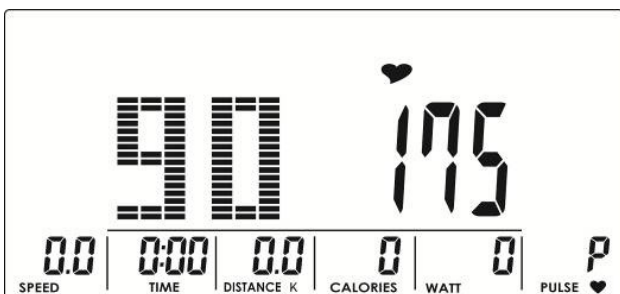 90 175
0.0 0:00 0.0 0 0 P
SPEED TIME DISTANCE K CALORIES WATT PULSE